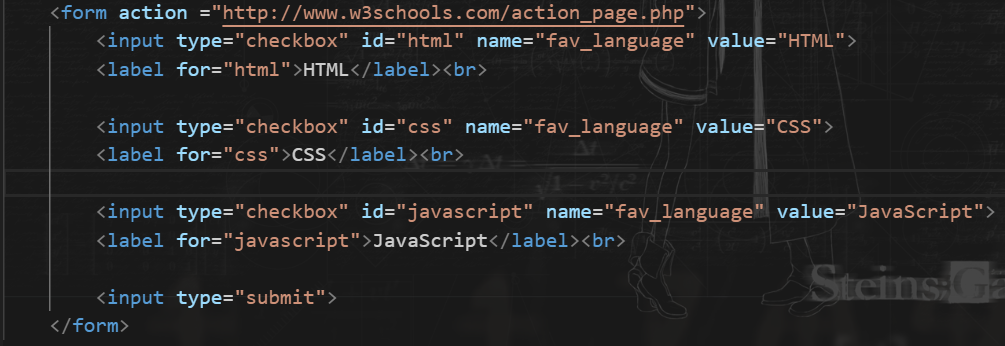 <form action ="http://www.w3schools.com/action_page.php">
<input type="checkbox" id="html" name="fav_language" value="HTML">
<label for="html">HTML</label><br>
<input type="checkbox" id="css" name="fav_language" value="CSS">
<label for="css">CSS</label><br>
<input type="checkbox" id="javascript" name="fav_language" value="JavaScript">
<label for="javascript">JavaScript</label><br>
<input type="submit">
</form>
Steins;Ga